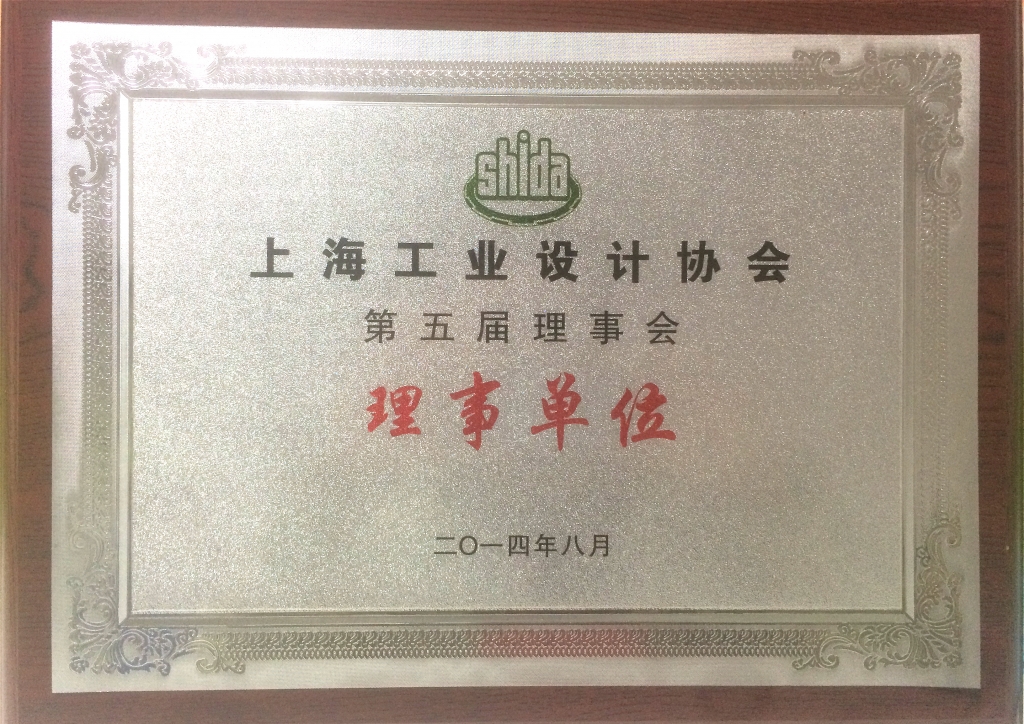 shida
上海工业设计协会
第五届理事会
理事单位
二〇一四年八月